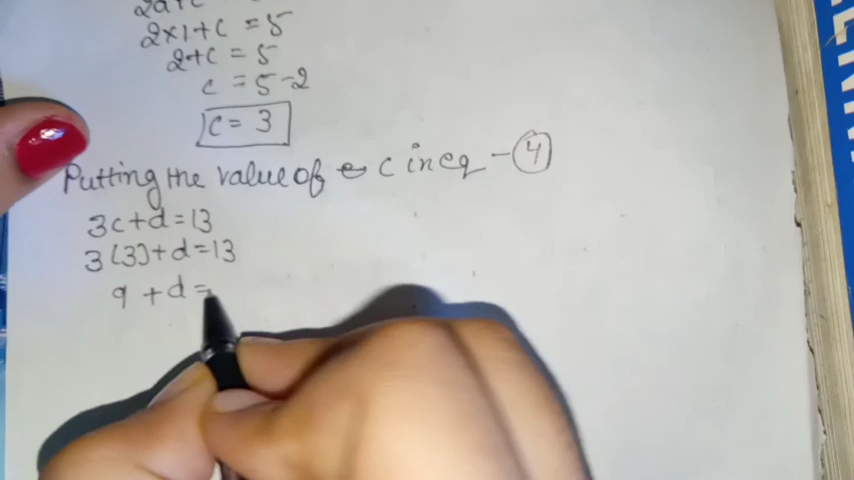 2a+c
2×1+c = 5
2+c = 5
c = 5-2
c = 3
Putting the value of c in eq - 4
3c+d=13
3(3)+d=13
9 +d=